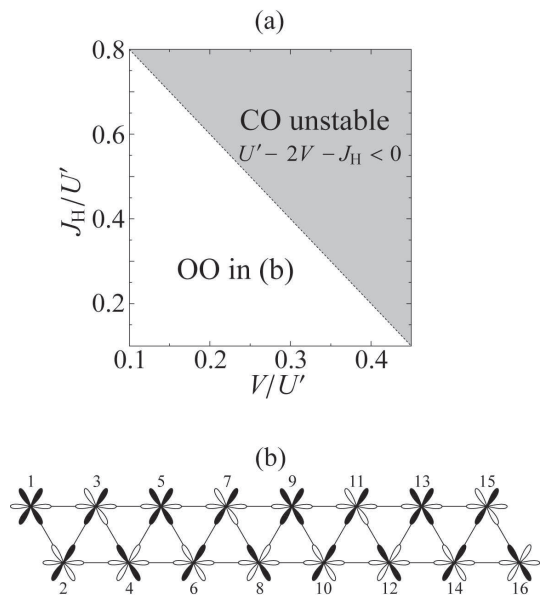 (a)
0.8
0.6
0.4
0.2
J_H/U′
CO unstable
U′ − 2V − J_H < 0
OO in (b)
0.1 0.2 0.3 0.4
V/U′
(b)
1 3 5 7 9 11 13 15
2 4 6 8 10 12 14 16